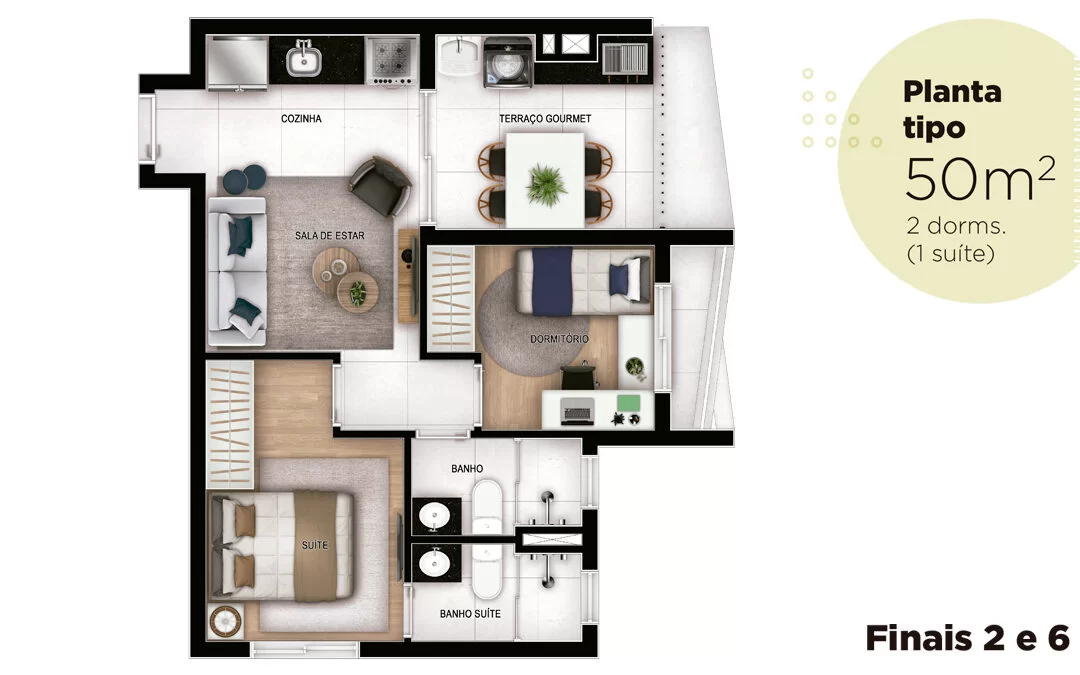 Planta
tipo
50m²
2 dorms.
(1 suíte)
COZINHA
TERRAÇO GOURMET
SALA DE ESTAR
DORMITÓRIO
BANHO
SUÍTE
BANHO SUÍTE
Finais 2 e 6